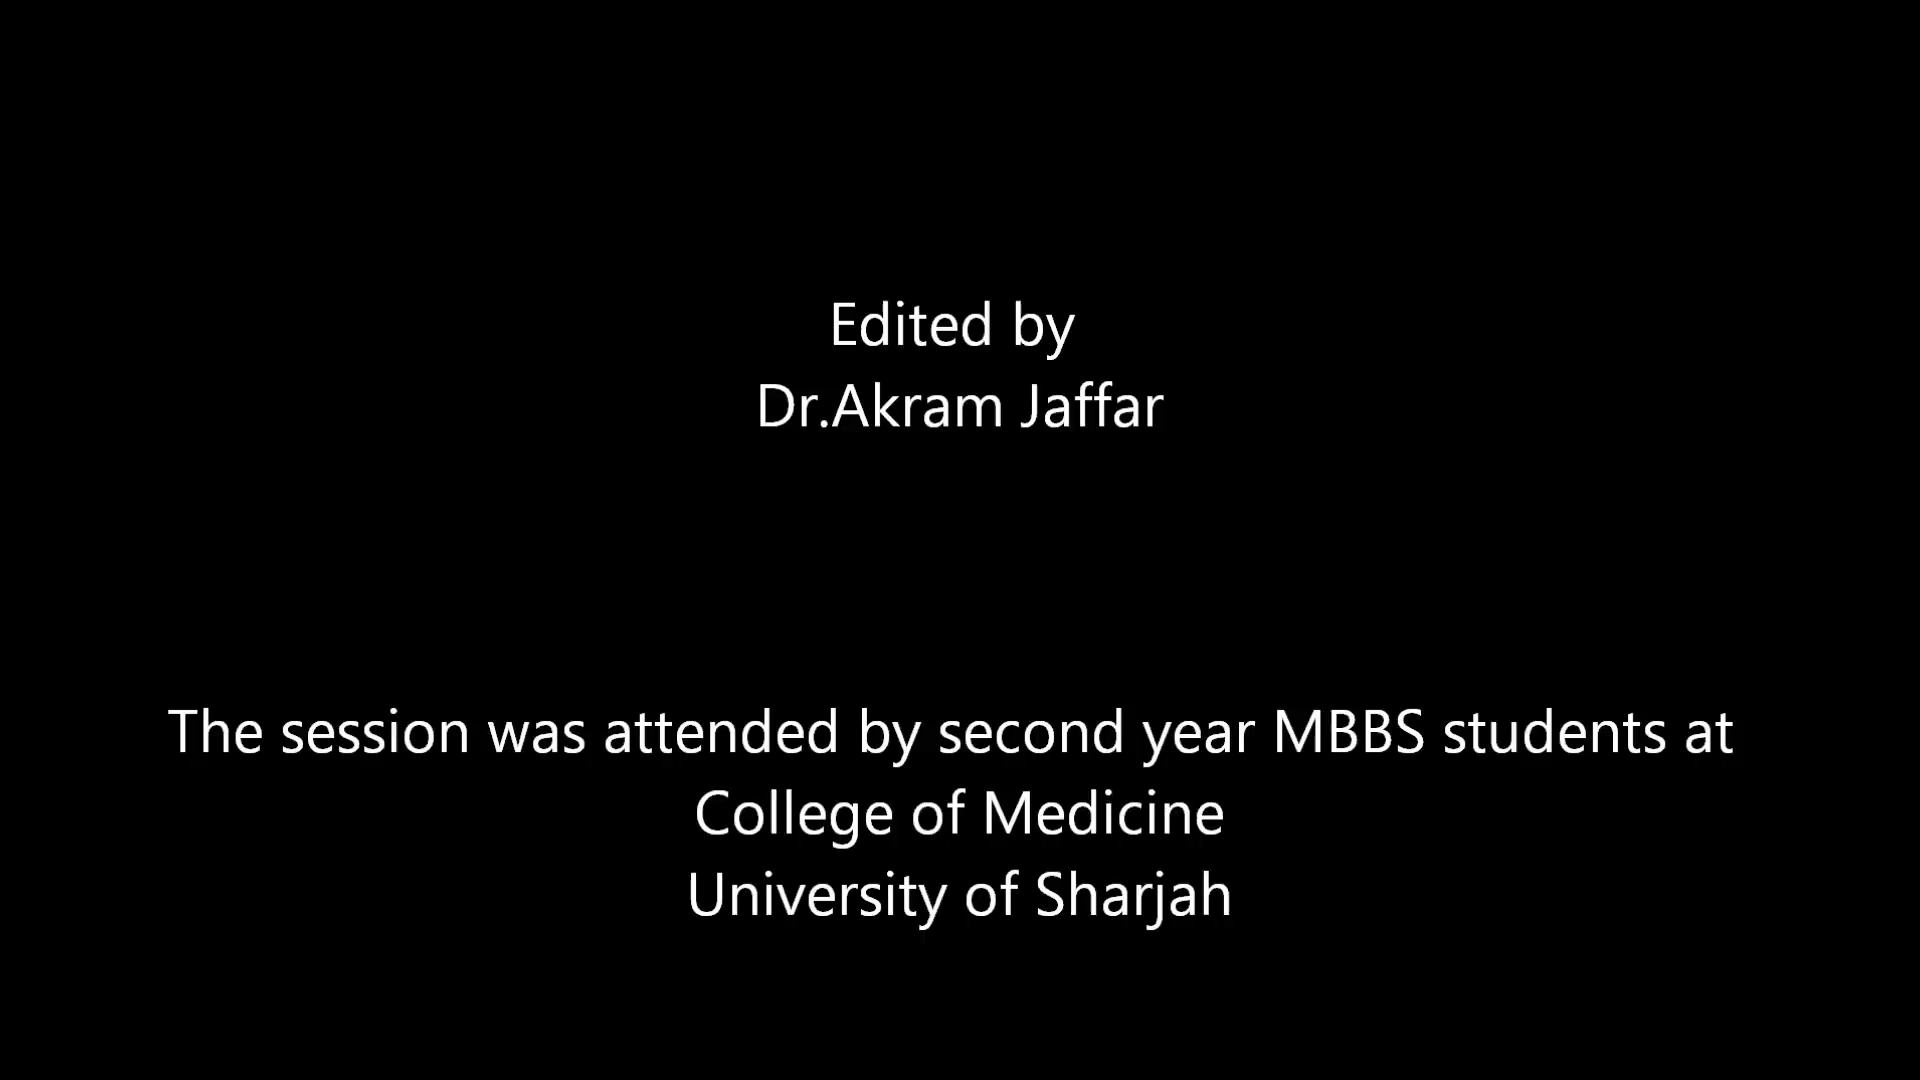 Edited by
Dr.Akram Jaffar
The session was attended by second year MBBS students at
College of Medicine
University of Sharjah